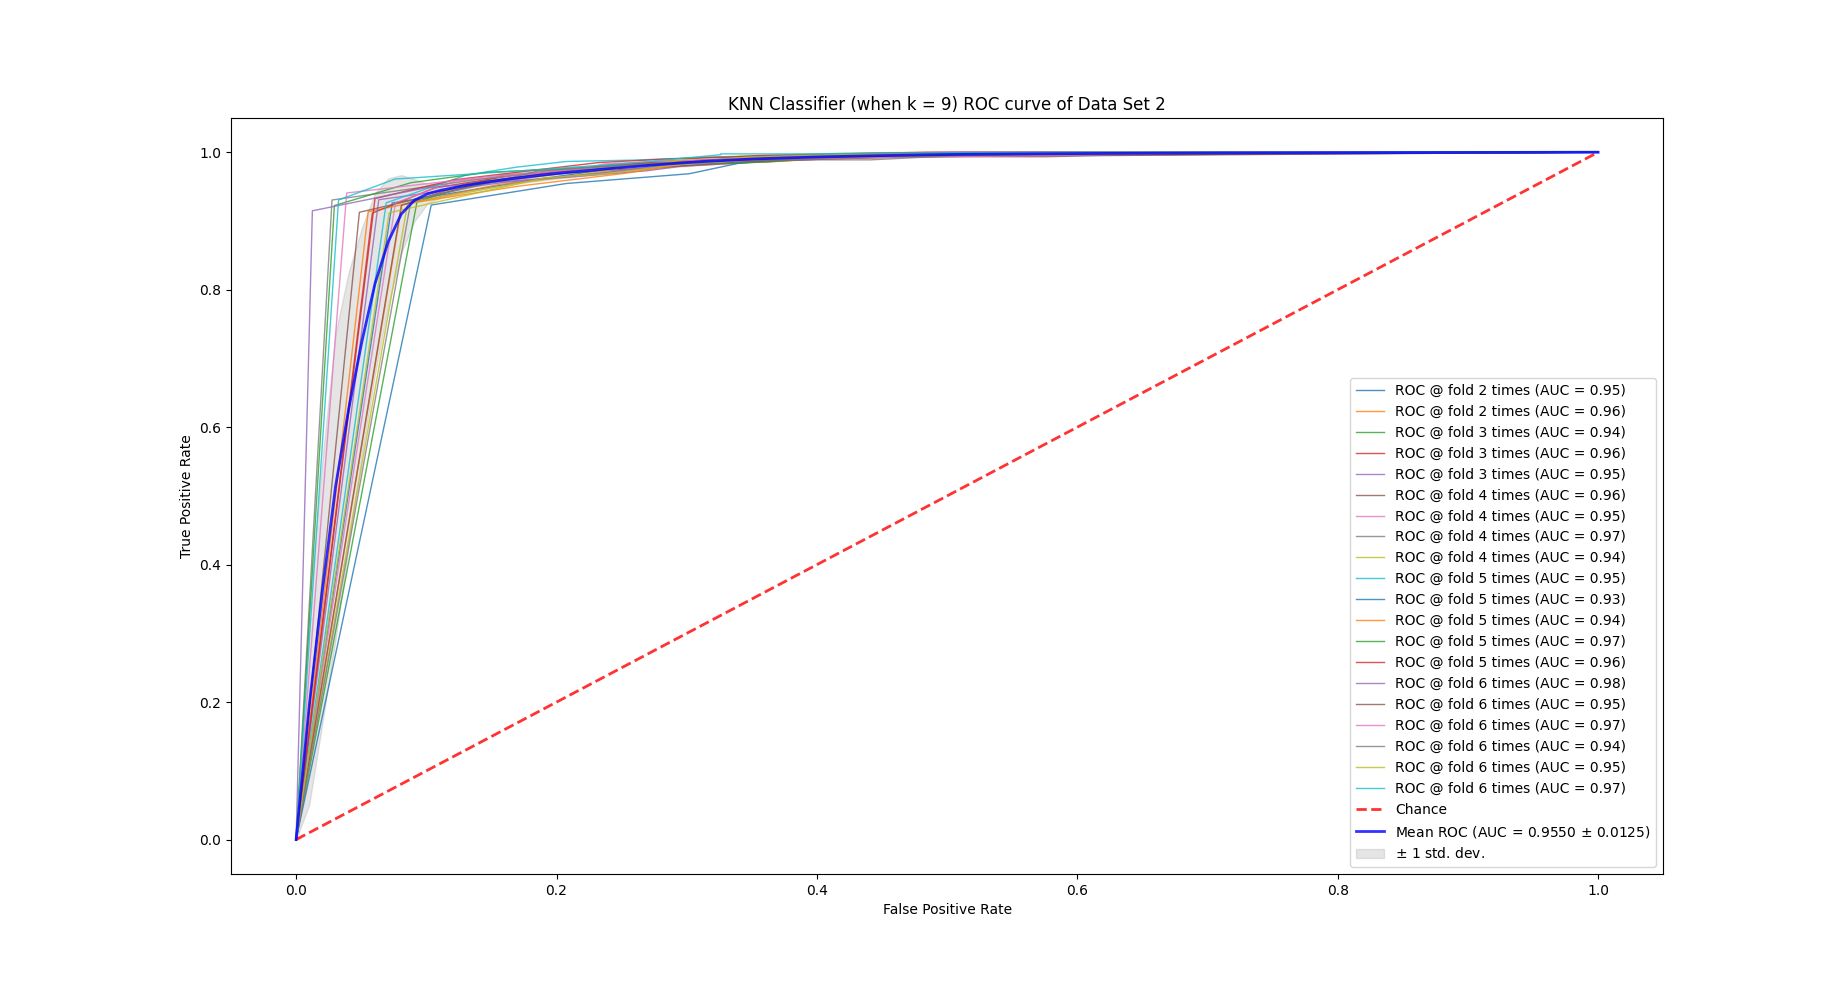 KNN Classifier (when k = 9) ROC curve of Data Set 2
True Positive Rate
1.0
0.8
0.6
0.4
0.2
0.0
0.0 0.2 0.4 0.6 0.8 1.0
False Positive Rate
ROC @ fold 2 times (AUC = 0.95)
ROC @ fold 2 times (AUC = 0.96)
ROC @ fold 3 times (AUC = 0.94)
ROC @ fold 3 times (AUC = 0.96)
ROC @ fold 3 times (AUC = 0.95)
ROC @ fold 4 times (AUC = 0.96)
ROC @ fold 4 times (AUC = 0.95)
ROC @ fold 4 times (AUC = 0.97)
ROC @ fold 4 times (AUC = 0.94)
ROC @ fold 5 times (AUC = 0.95)
ROC @ fold 5 times (AUC = 0.93)
ROC @ fold 5 times (AUC = 0.94)
ROC @ fold 5 times (AUC = 0.97)
ROC @ fold 5 times (AUC = 0.96)
ROC @ fold 6 times (AUC = 0.98)
ROC @ fold 6 times (AUC = 0.95)
ROC @ fold 6 times (AUC = 0.97)
ROC @ fold 6 times (AUC = 0.94)
ROC @ fold 6 times (AUC = 0.95)
ROC @ fold 6 times (AUC = 0.97)
Chance
Mean ROC (AUC = 0.9550 ± 0.0125)
± 1 std. dev.